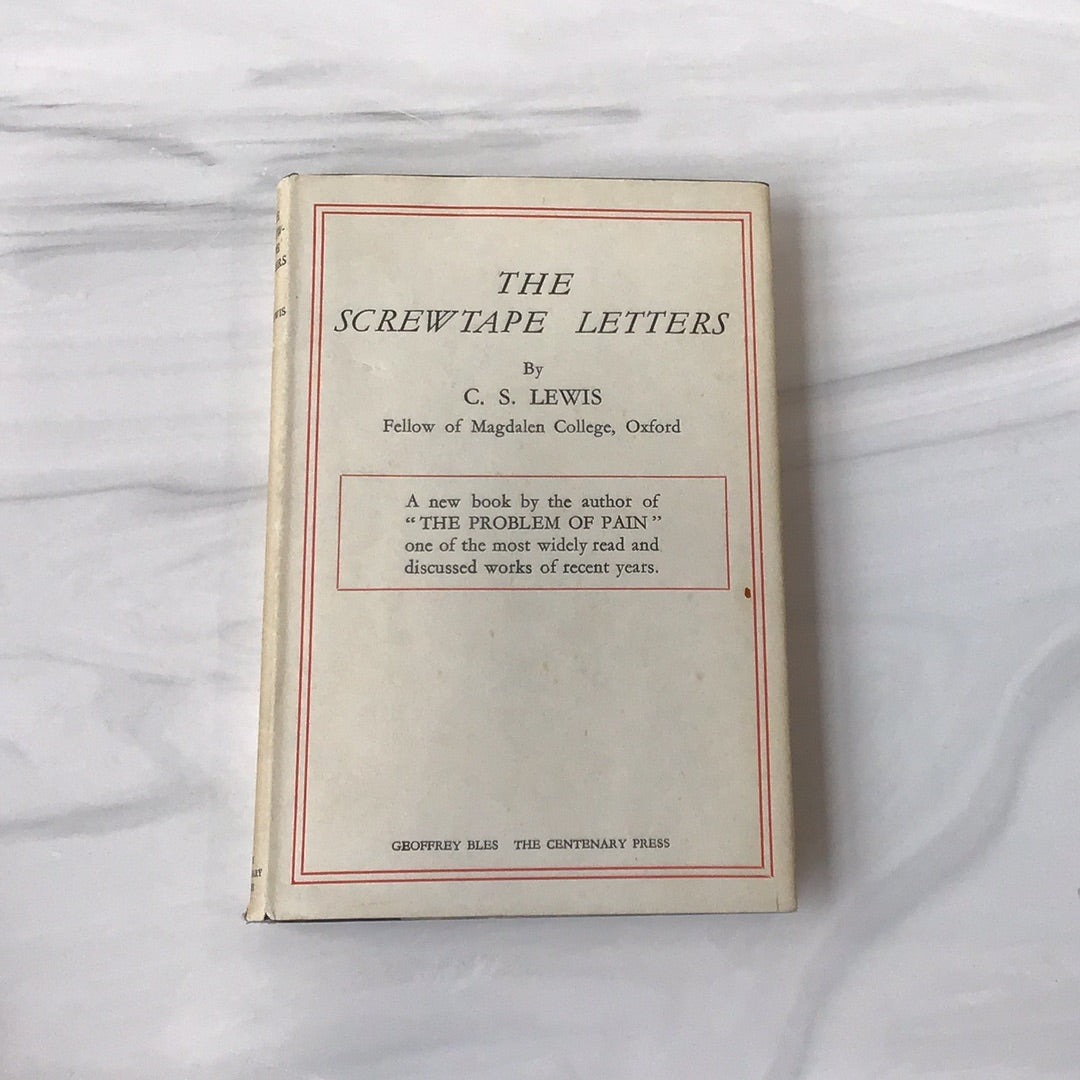 THE
SCREWTAPE LETTERS
By
C. S. LEWIS
Fellow of Magdalen College, Oxford
A new book by the author of
“THE PROBLEM OF PAIN”
one of the most widely read and
discussed works of recent years.
GEOFFREY BLES THE CENTENARY PRESS